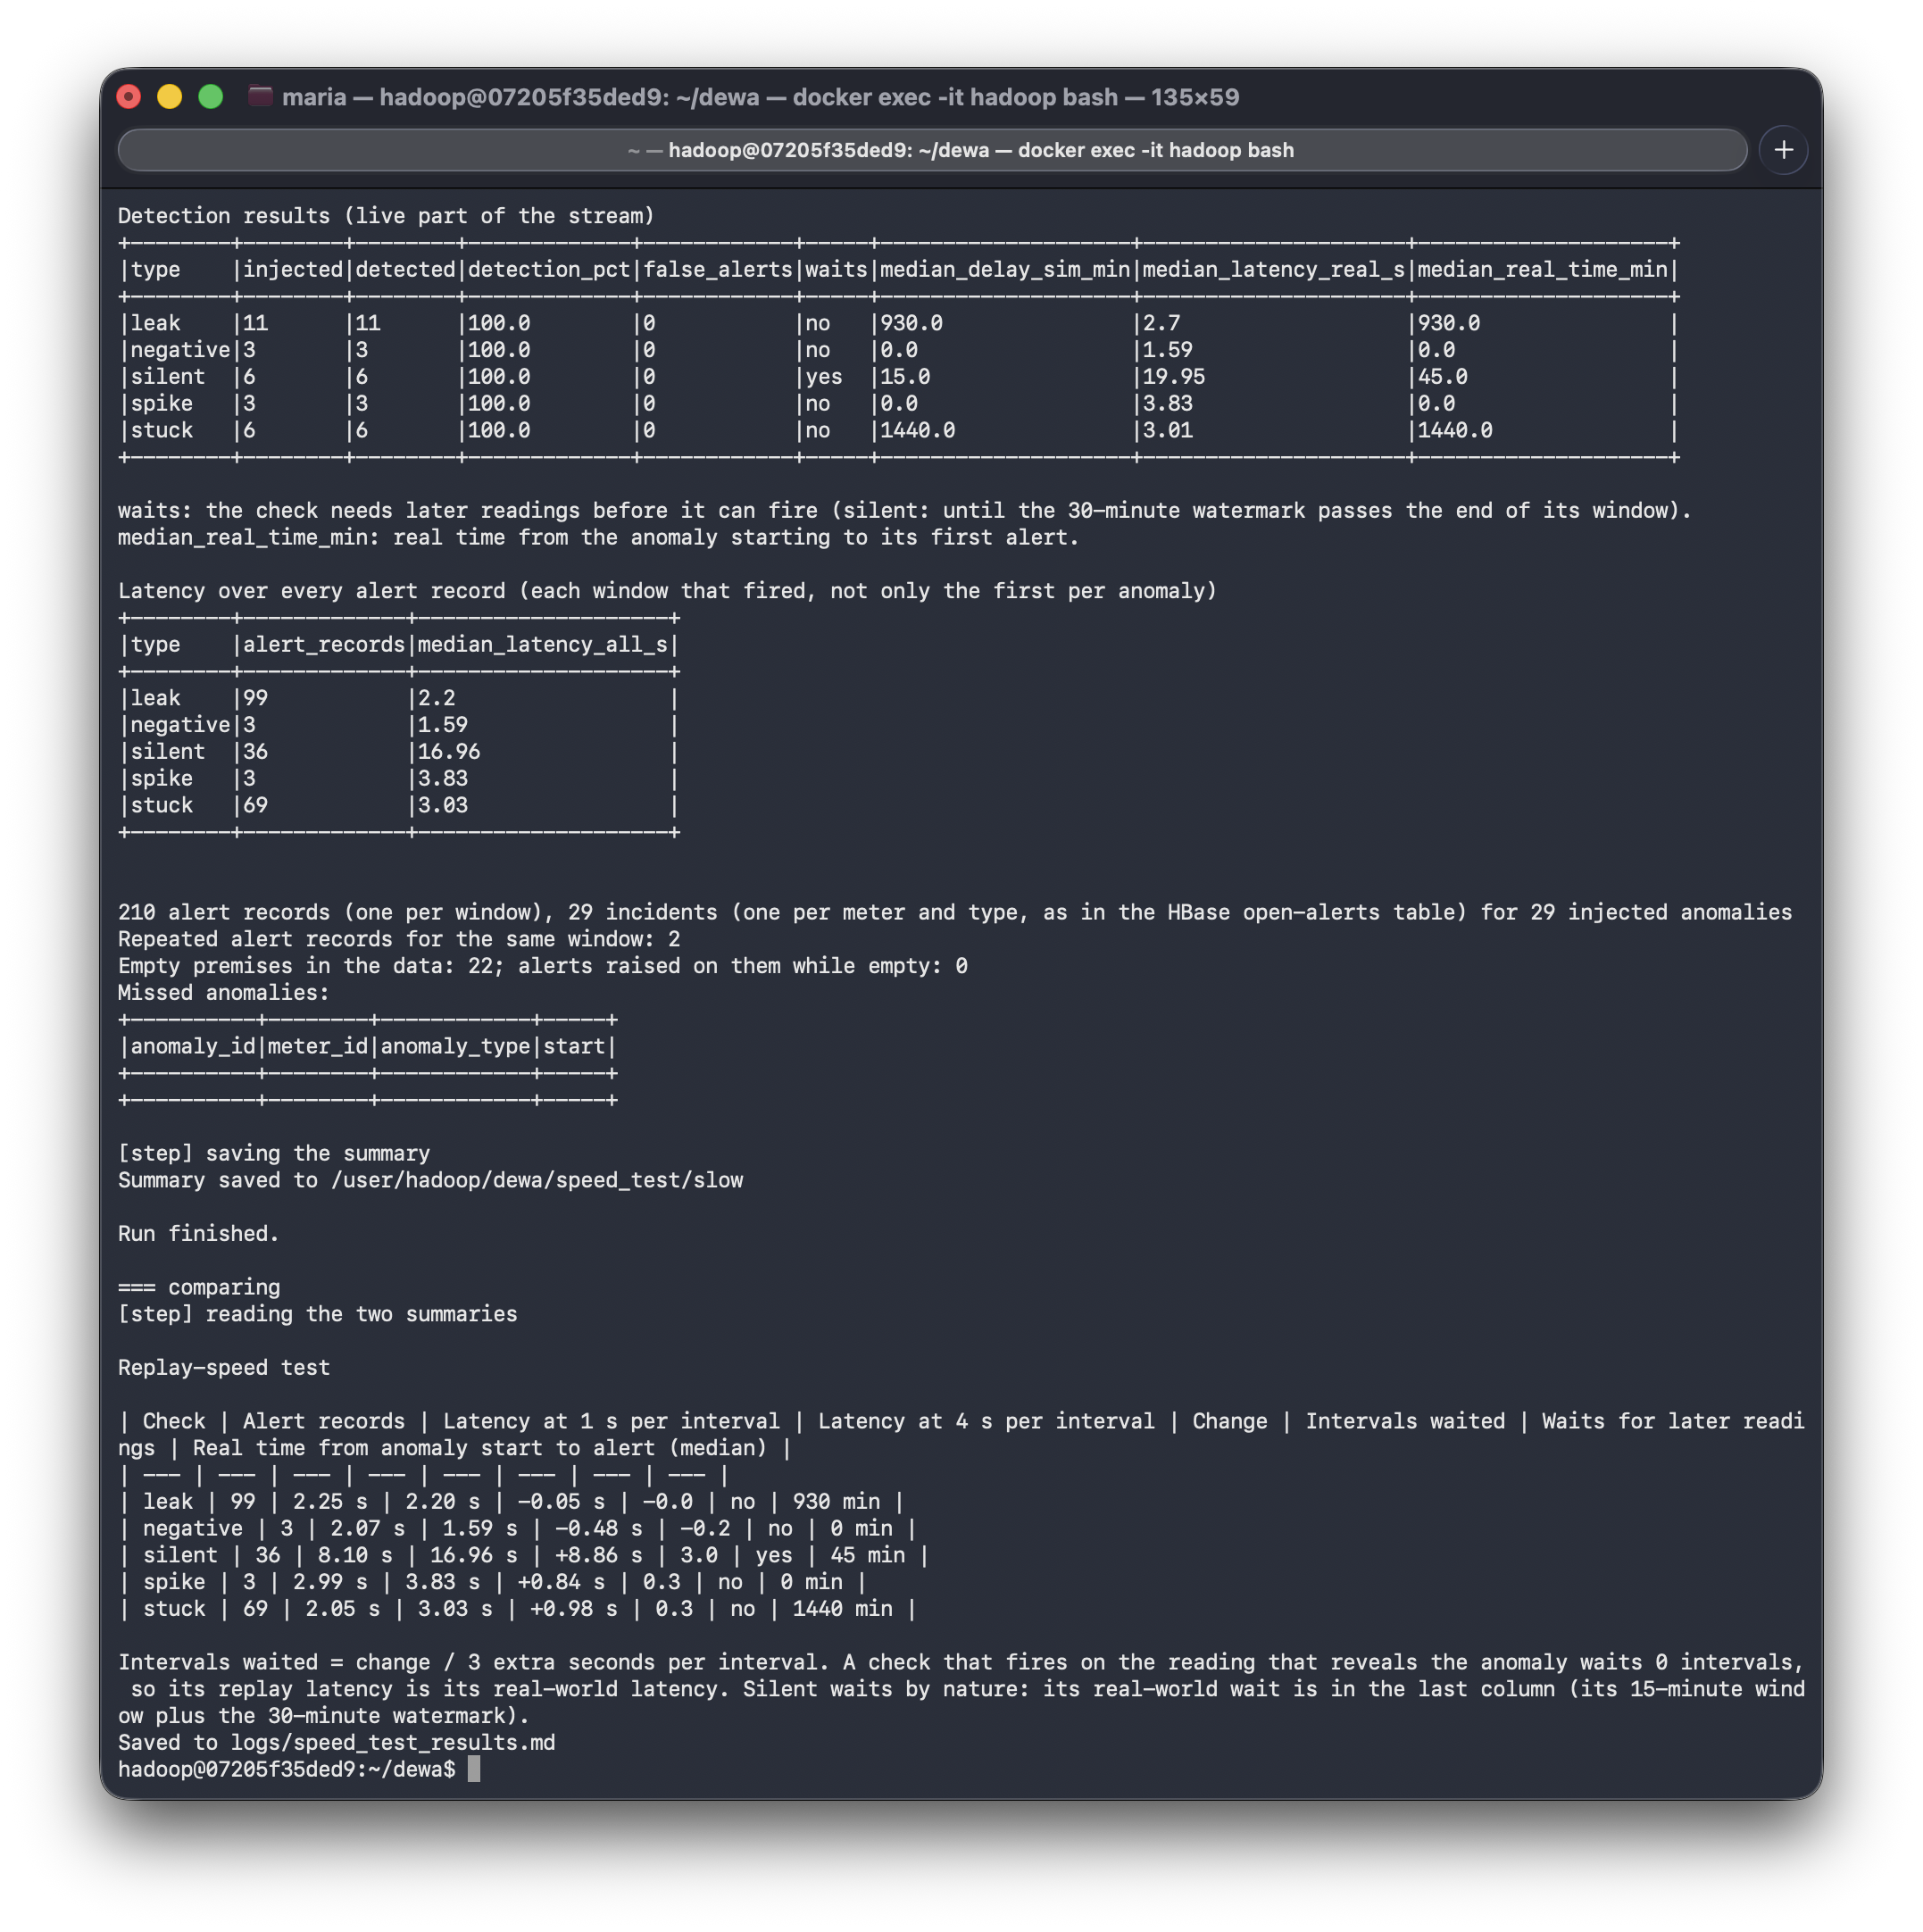 maria — hadoop@07205f35ded9: ~/dewa — docker exec -it hadoop bash — 135×59
~ — hadoop@07205f35ded9: ~/dewa — docker exec -it hadoop bash
+
Detection results (live part of the stream)
+--------+--------+--------+-------------+------------+-----+--------------------+---------------------+--------------------+
|type    |injected|detected|detection_pct|false_alerts|waits|median_delay_sim_min|median_latency_real_s|median_real_time_min|
+--------+--------+--------+-------------+------------+-----+--------------------+---------------------+--------------------+
|leak    |11      |11      |100.0        |0           |no   |930.0               |2.7                  |930.0               |
|negative|3       |3       |100.0        |0           |no   |0.0                 |1.59                 |0.0                 |
|silent  |6       |6       |100.0        |0           |yes  |15.0                |19.95                |45.0                |
|spike   |3       |3       |100.0        |0           |no   |0.0                 |3.83                 |0.0                 |
|stuck   |6       |6       |100.0        |0           |no   |1440.0              |3.01                 |1440.0              |
+--------+--------+--------+-------------+------------+-----+--------------------+---------------------+--------------------+
waits: the check needs later readings before it can fire (silent: until the 30-minute watermark passes the end of its window).
median_real_time_min: real time from the anomaly starting to its first alert.
Latency over every alert record (each window that fired, not only the first per anomaly)
+--------+-------------+--------------------+
|type    |alert_records|median_latency_all_s|
+--------+-------------+--------------------+
|leak    |99           |2.2                 |
|negative|3            |1.59                |
|silent  |36           |16.96               |
|spike   |3            |3.83                |
|stuck   |69           |3.03                |
+--------+-------------+--------------------+
210 alert records (one per window), 29 incidents (one per meter and type, as in the HBase open-alerts table) for 29 injected anomalies
Repeated alert records for the same window: 2
Empty premises in the data: 22; alerts raised on them while empty: 0
Missed anomalies:
+----------+--------+------------+-----+
|anomaly_id|meter_id|anomaly_type|start|
+----------+--------+------------+-----+
+----------+--------+------------+-----+
[step] saving the summary
Summary saved to /user/hadoop/dewa/speed_test/slow
Run finished.
=== comparing
[step] reading the two summaries
Replay-speed test
| Check | Alert records | Latency at 1 s per interval | Latency at 4 s per interval | Change | Intervals waited | Waits for later readi
ngs | Real time from anomaly start to alert (median) |
| --- | --- | --- | --- | --- | --- | --- | --- |
| leak | 99 | 2.25 s | 2.20 s | -0.05 s | -0.0 | no | 930 min |
| negative | 3 | 2.07 s | 1.59 s | -0.48 s | -0.2 | no | 0 min |
| silent | 36 | 8.10 s | 16.96 s | +8.86 s | 3.0 | yes | 45 min |
| spike | 3 | 2.99 s | 3.83 s | +0.84 s | 0.3 | no | 0 min |
| stuck | 69 | 2.05 s | 3.03 s | +0.98 s | 0.3 | no | 1440 min |
Intervals waited = change / 3 extra seconds per interval. A check that fires on the reading that reveals the anomaly waits 0 intervals,
 so its replay latency is its real-world latency. Silent waits by nature: its real-world wait is in the last column (its 15-minute wind
ow plus the 30-minute watermark).
Saved to logs/speed_test_results.md
hadoop@07205f35ded9:~/dewa$